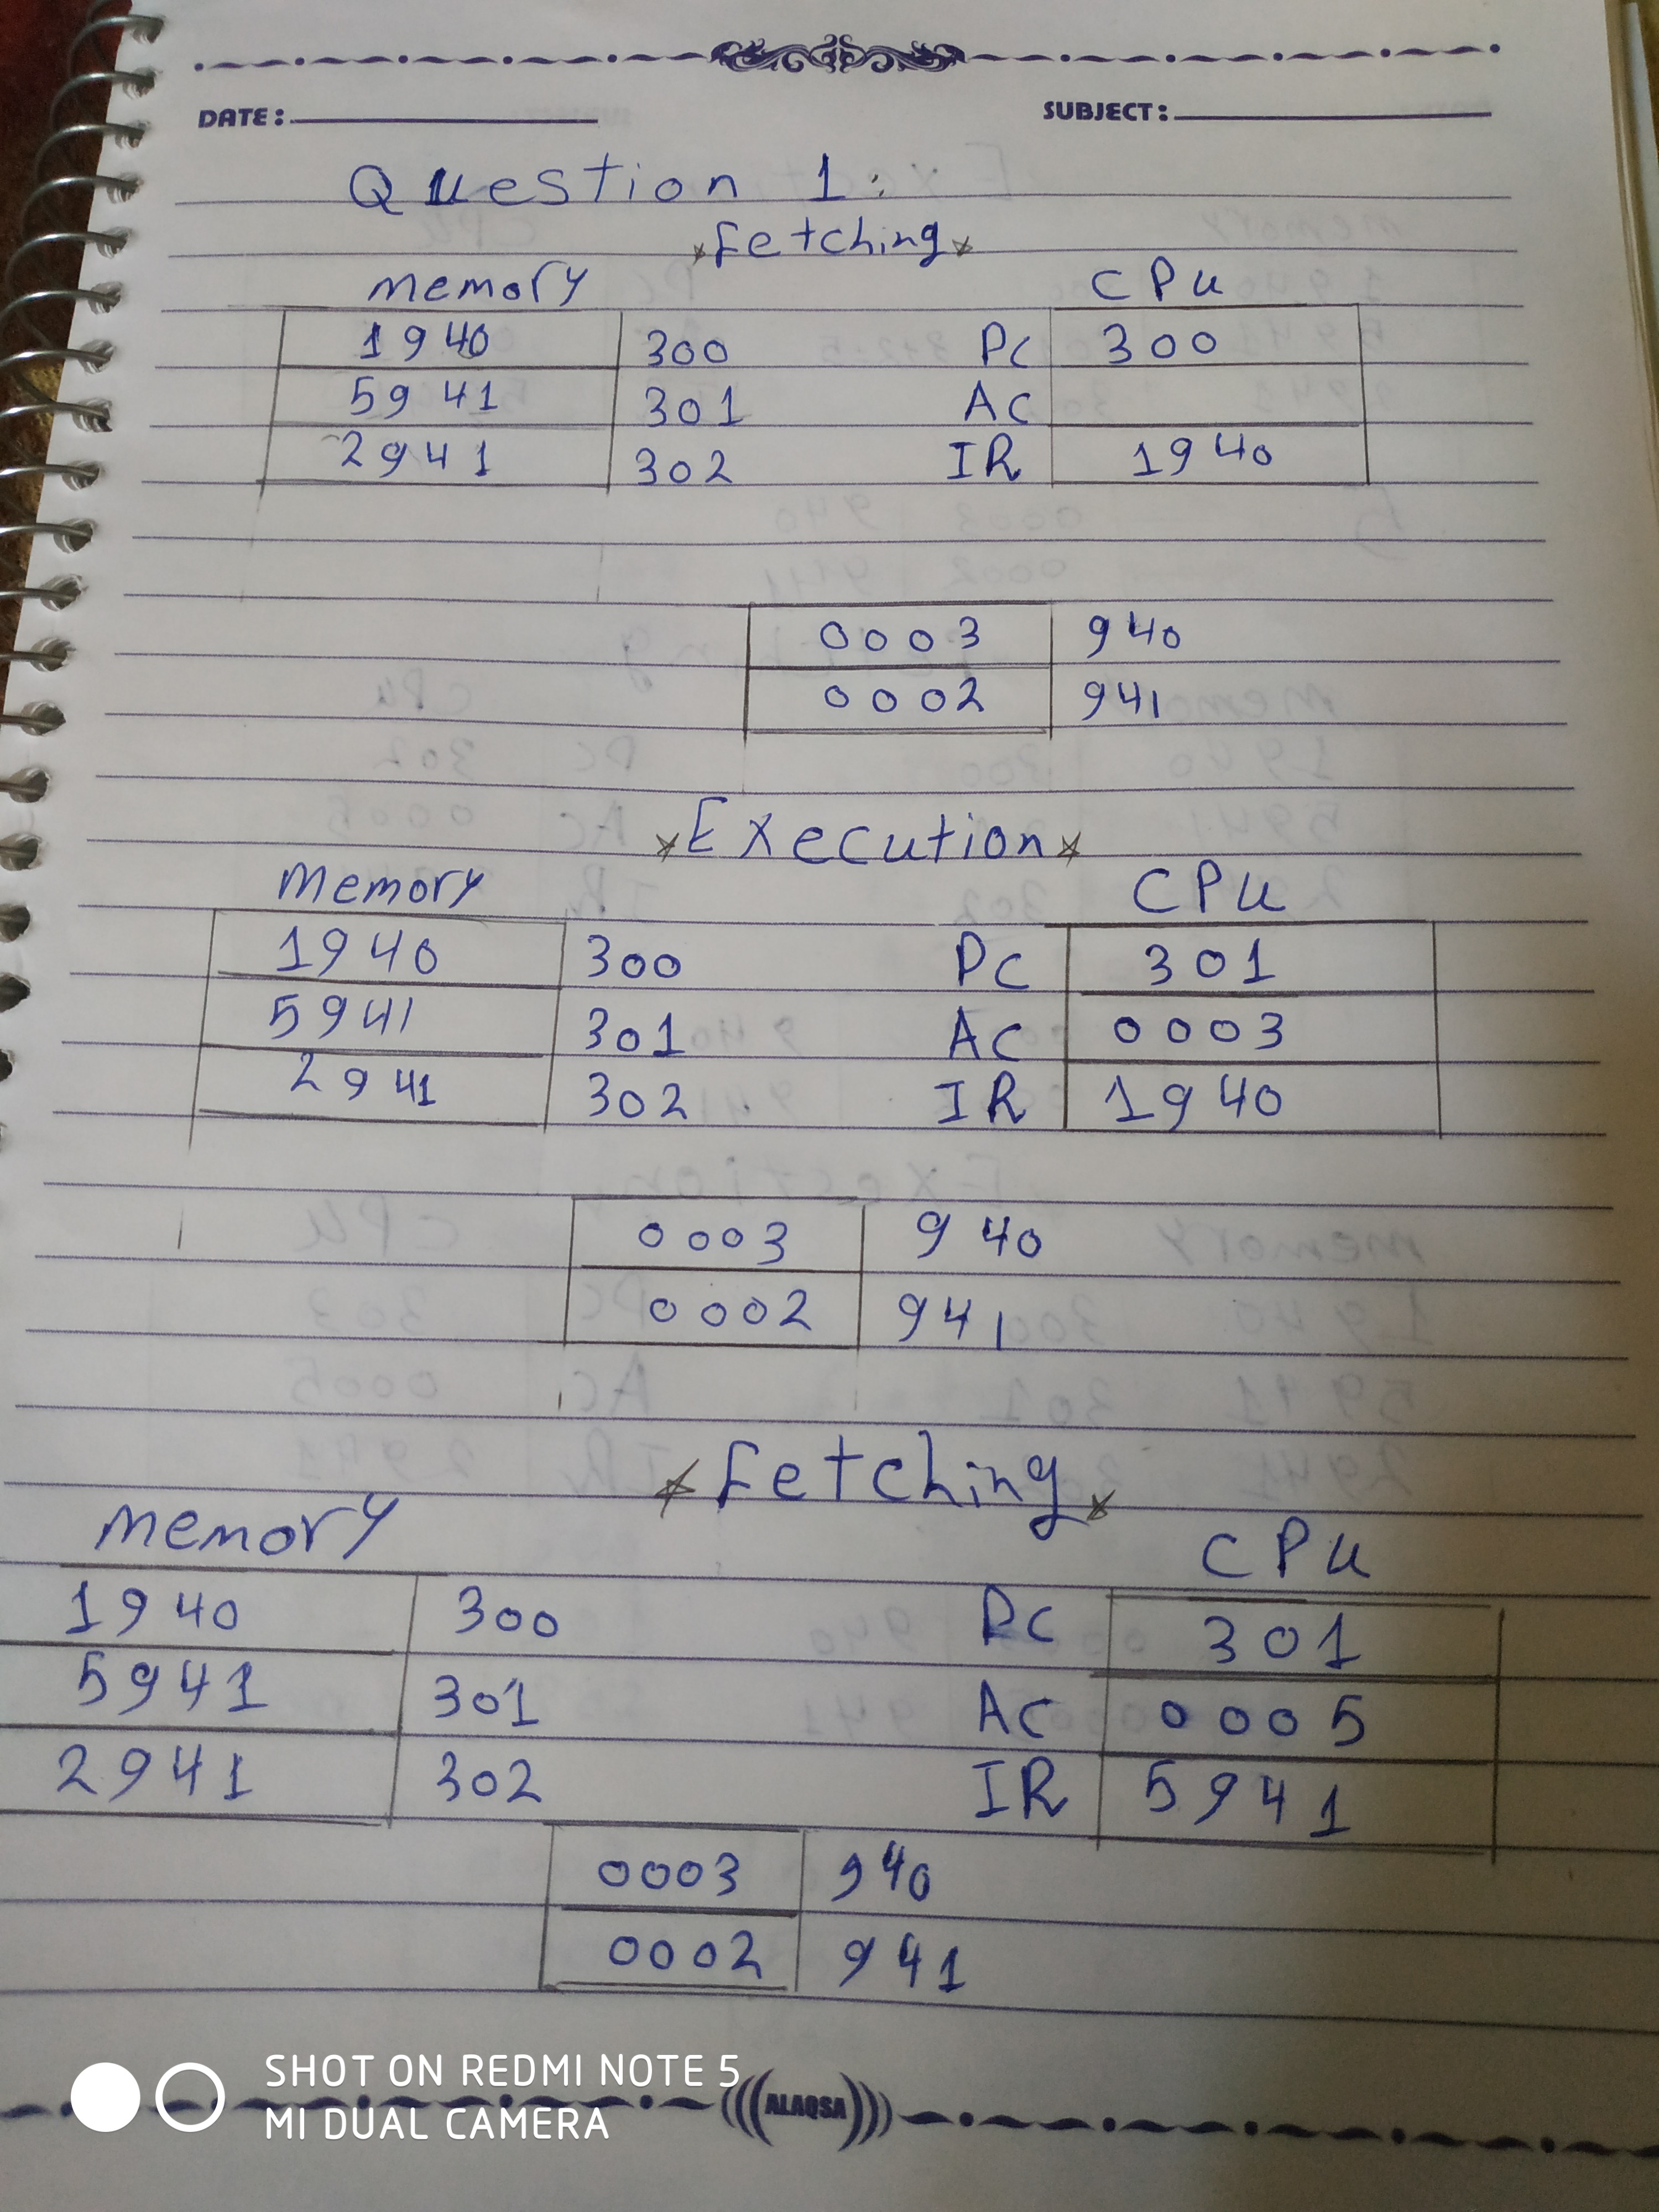 DATE: SUBJECT:
Question 1:
*Fetching*
memory CPU
1940 300 PC 300
5941 301 AC
2941 302 IR 1940
0003 940
0002 941
*Execution*
Memory CPU
1940 300 PC 301
5941 301 AC 0003
2941 302 IR 1940
0003 940
0002 941
*Fetching*
memory CPU
1940 300 PC 301
5941 301 AC 0005
2941 302 IR 5941
0003 940
0002 941
SHOT ON REDMI NOTE 5
MI DUAL CAMERA
ALAQSA